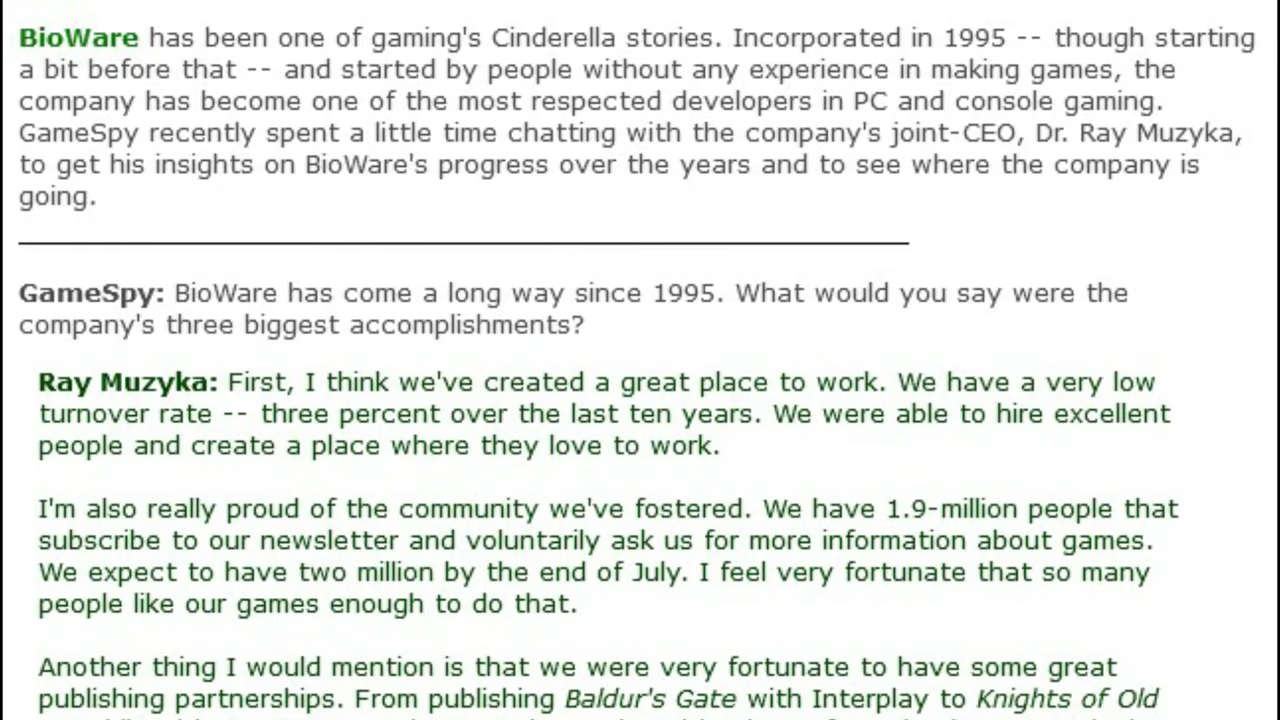 BioWare has been one of gaming's Cinderella stories. Incorporated in 1995 -- though starting
a bit before that -- and started by people without any experience in making games, the
company has become one of the most respected developers in PC and console gaming.
GameSpy recently spent a little time chatting with the company's joint-CEO, Dr. Ray Muzyka,
to get his insights on BioWare's progress over the years and to see where the company is
going.
GameSpy: BioWare has come a long way since 1995. What would you say were the
company's three biggest accomplishments?
Ray Muzyka: First, I think we've created a great place to work. We have a very low
turnover rate -- three percent over the last ten years. We were able to hire excellent
people and create a place where they love to work.
I'm also really proud of the community we've fostered. We have 1.9-million people that
subscribe to our newsletter and voluntarily ask us for more information about games.
We expect to have two million by the end of July. I feel very fortunate that so many
people like our games enough to do that.
Another thing I would mention is that we were very fortunate to have some great
publishing partnerships. From publishing Baldur's Gate with Interplay to Knights of Old